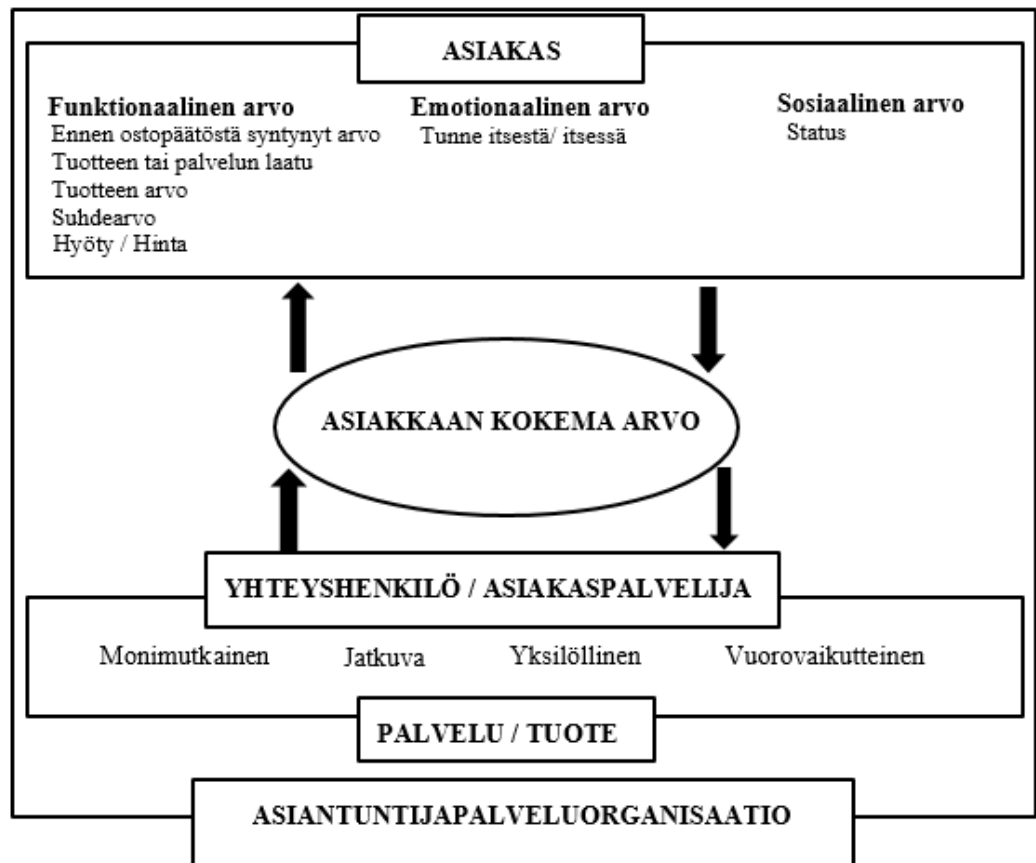 ASIAKAS
Funktionaalinen arvo
Ennen ostopäätöstä syntynyt arvo
Tuotteen tai palvelun laatu
Tuotteen arvo
Suhdearvo
Hyöty / Hinta
Emotionaalinen arvo
Tunne itsestä/ itsessä
Sosiaalinen arvo
Status
ASIAKKAAN KOKEMA ARVO
YHTEYSHENKILÖ / ASIAKASPALVELIJA
Monimutkainen
Jatkuva
Yksilöllinen
Vuorovaikutteinen
PALVELU / TUOTE
ASIANTUNTIJAPALVELUORGANISAATIO